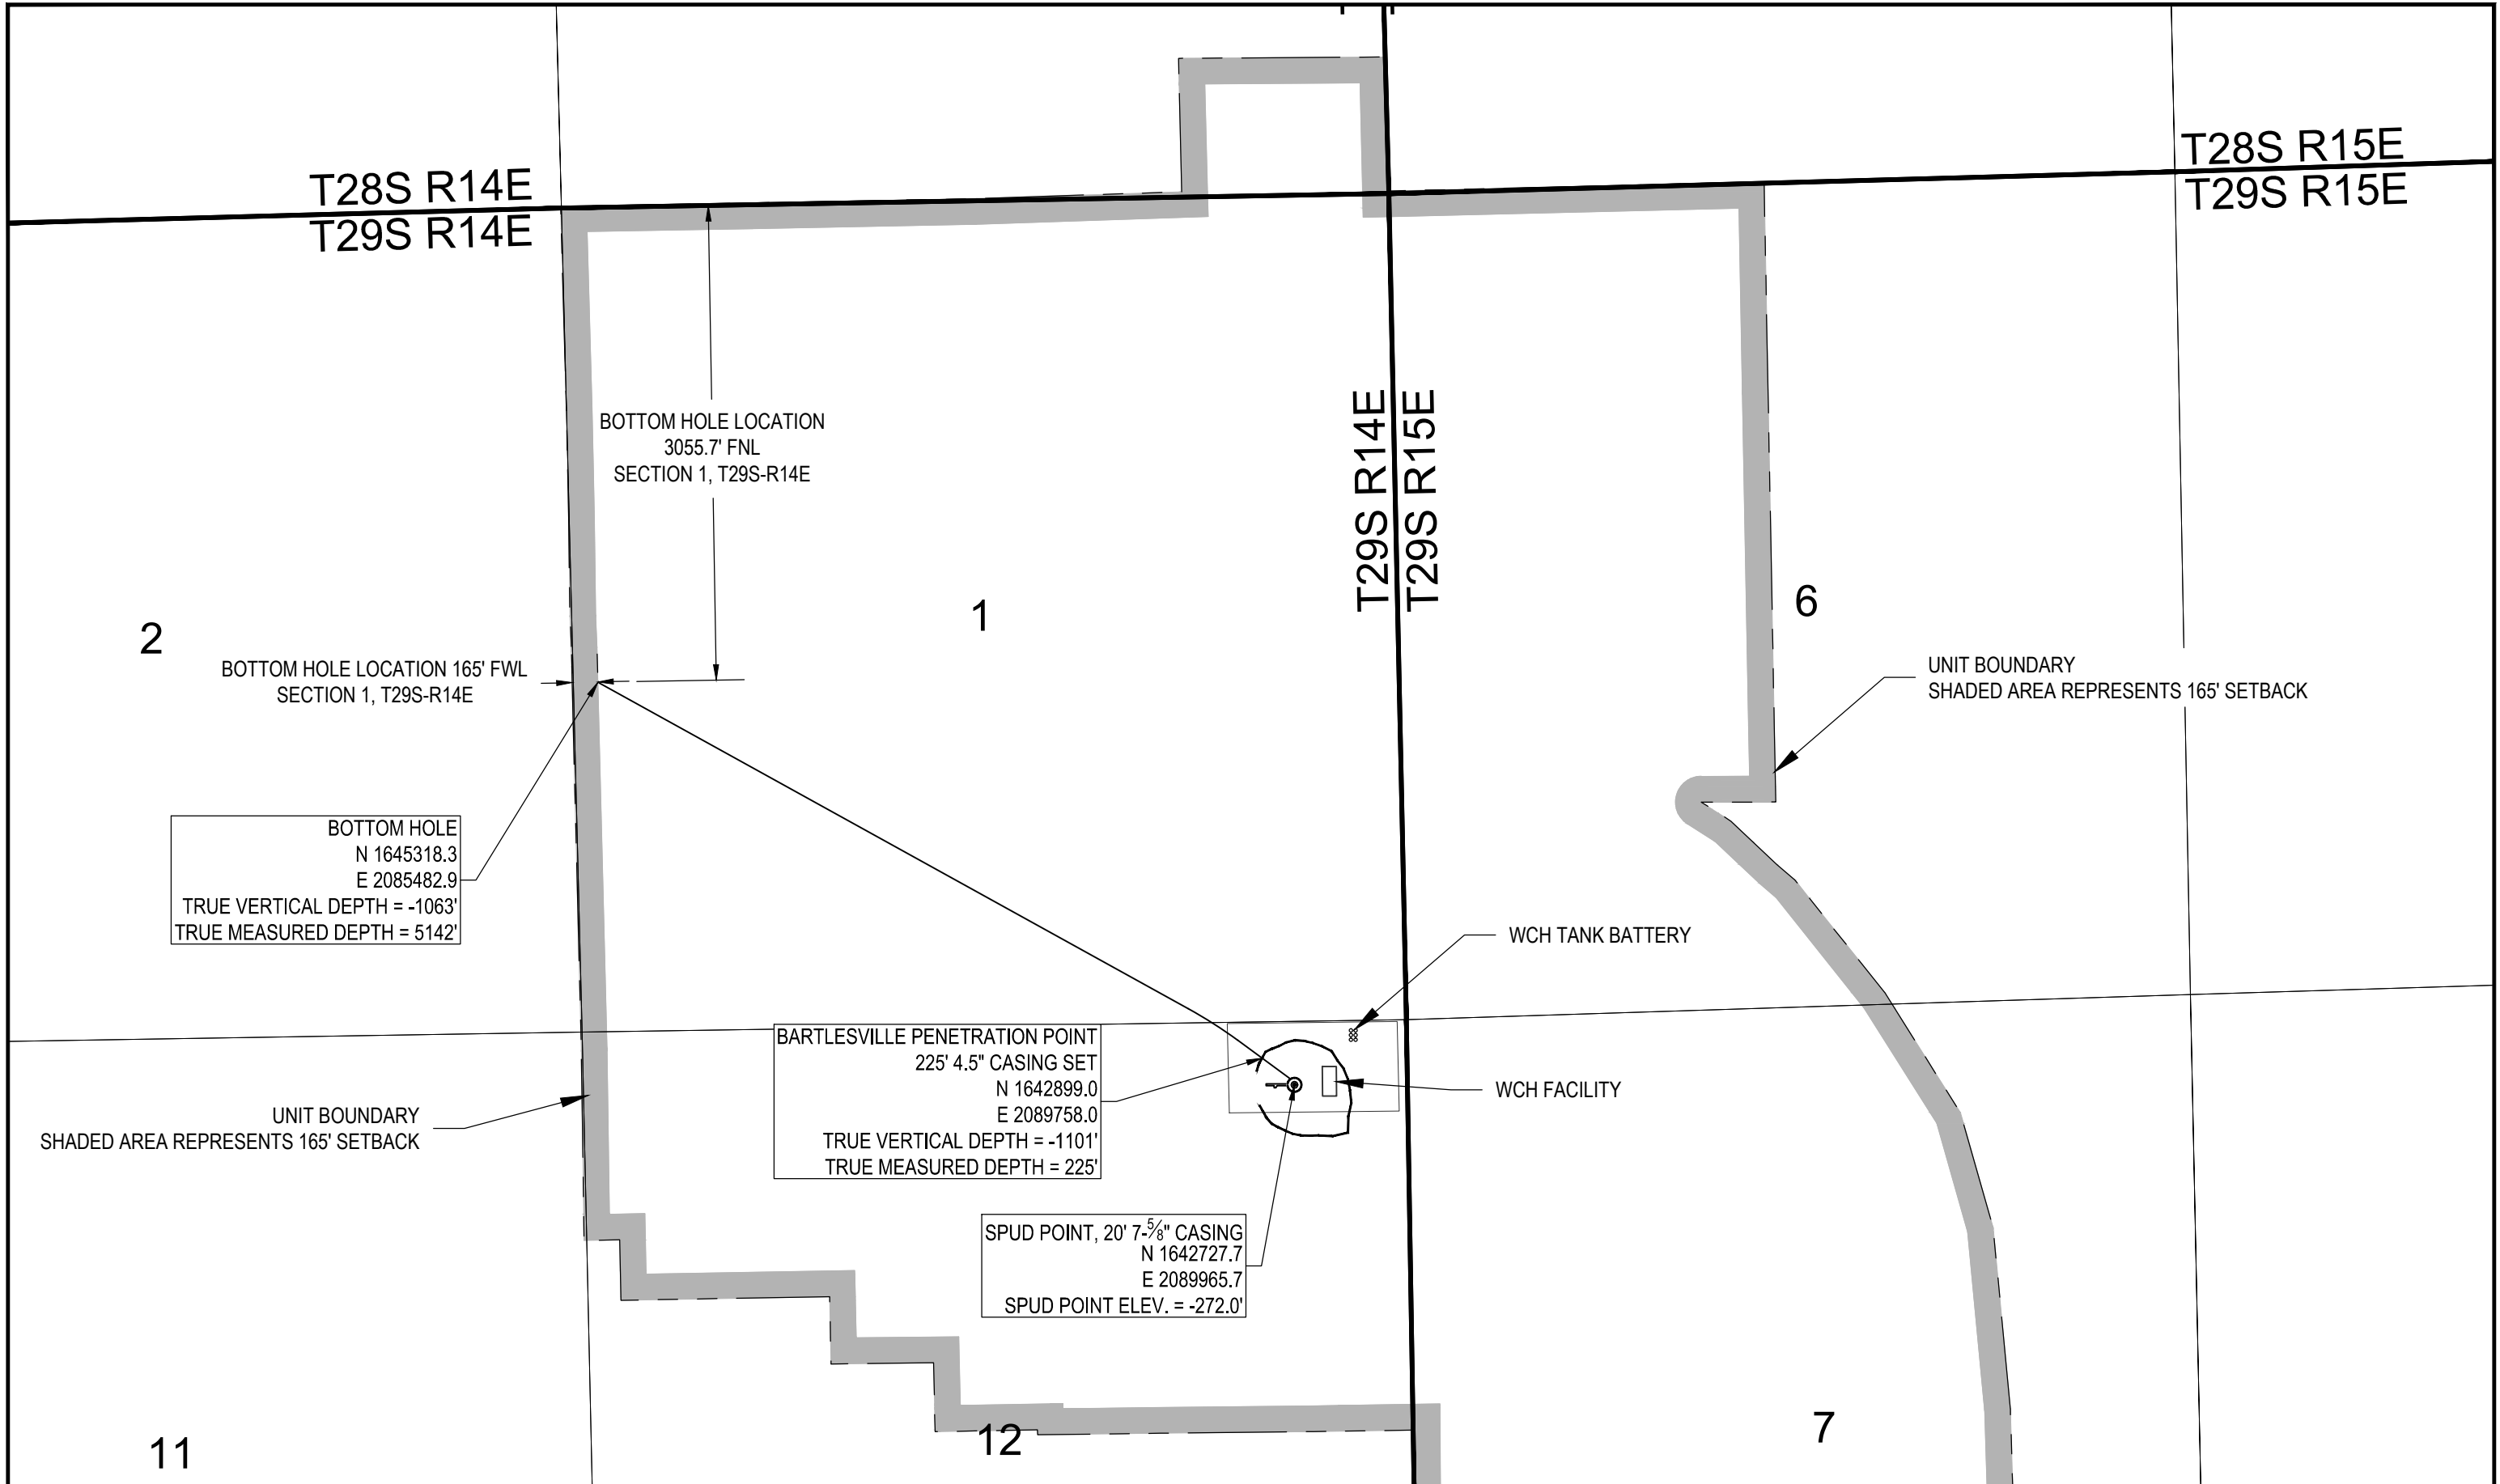 T28S R14E
T29S R14E
T28S R15E
T29S R15E
BOTTOM HOLE LOCATION
3055.7' FNL
SECTION 1, T29S-R14E
T29S R14E
T29S R15E
2
1
6
BOTTOM HOLE LOCATION 165' FWL
SECTION 1, T29S-R14E
UNIT BOUNDARY
SHADED AREA REPRESENTS 165' SETBACK
BOTTOM HOLE
N 1645318.3
E 2085482.9
TRUE VERTICAL DEPTH = -1063'
TRUE MEASURED DEPTH = 5142'
WCH TANK BATTERY
BARTLESVILLE PENETRATION POINT
225' 4.5" CASING SET
N 1642899.0
E 2089758.0
TRUE VERTICAL DEPTH = -1101'
TRUE MEASURED DEPTH = 225'
WCH FACILITY
UNIT BOUNDARY
SHADED AREA REPRESENTS 165' SETBACK
SPUD POINT, 20' 7-5/8" CASING
N 1642727.7
E 2089965.7
SPUD POINT ELEV. = -272.0'
11
12
7